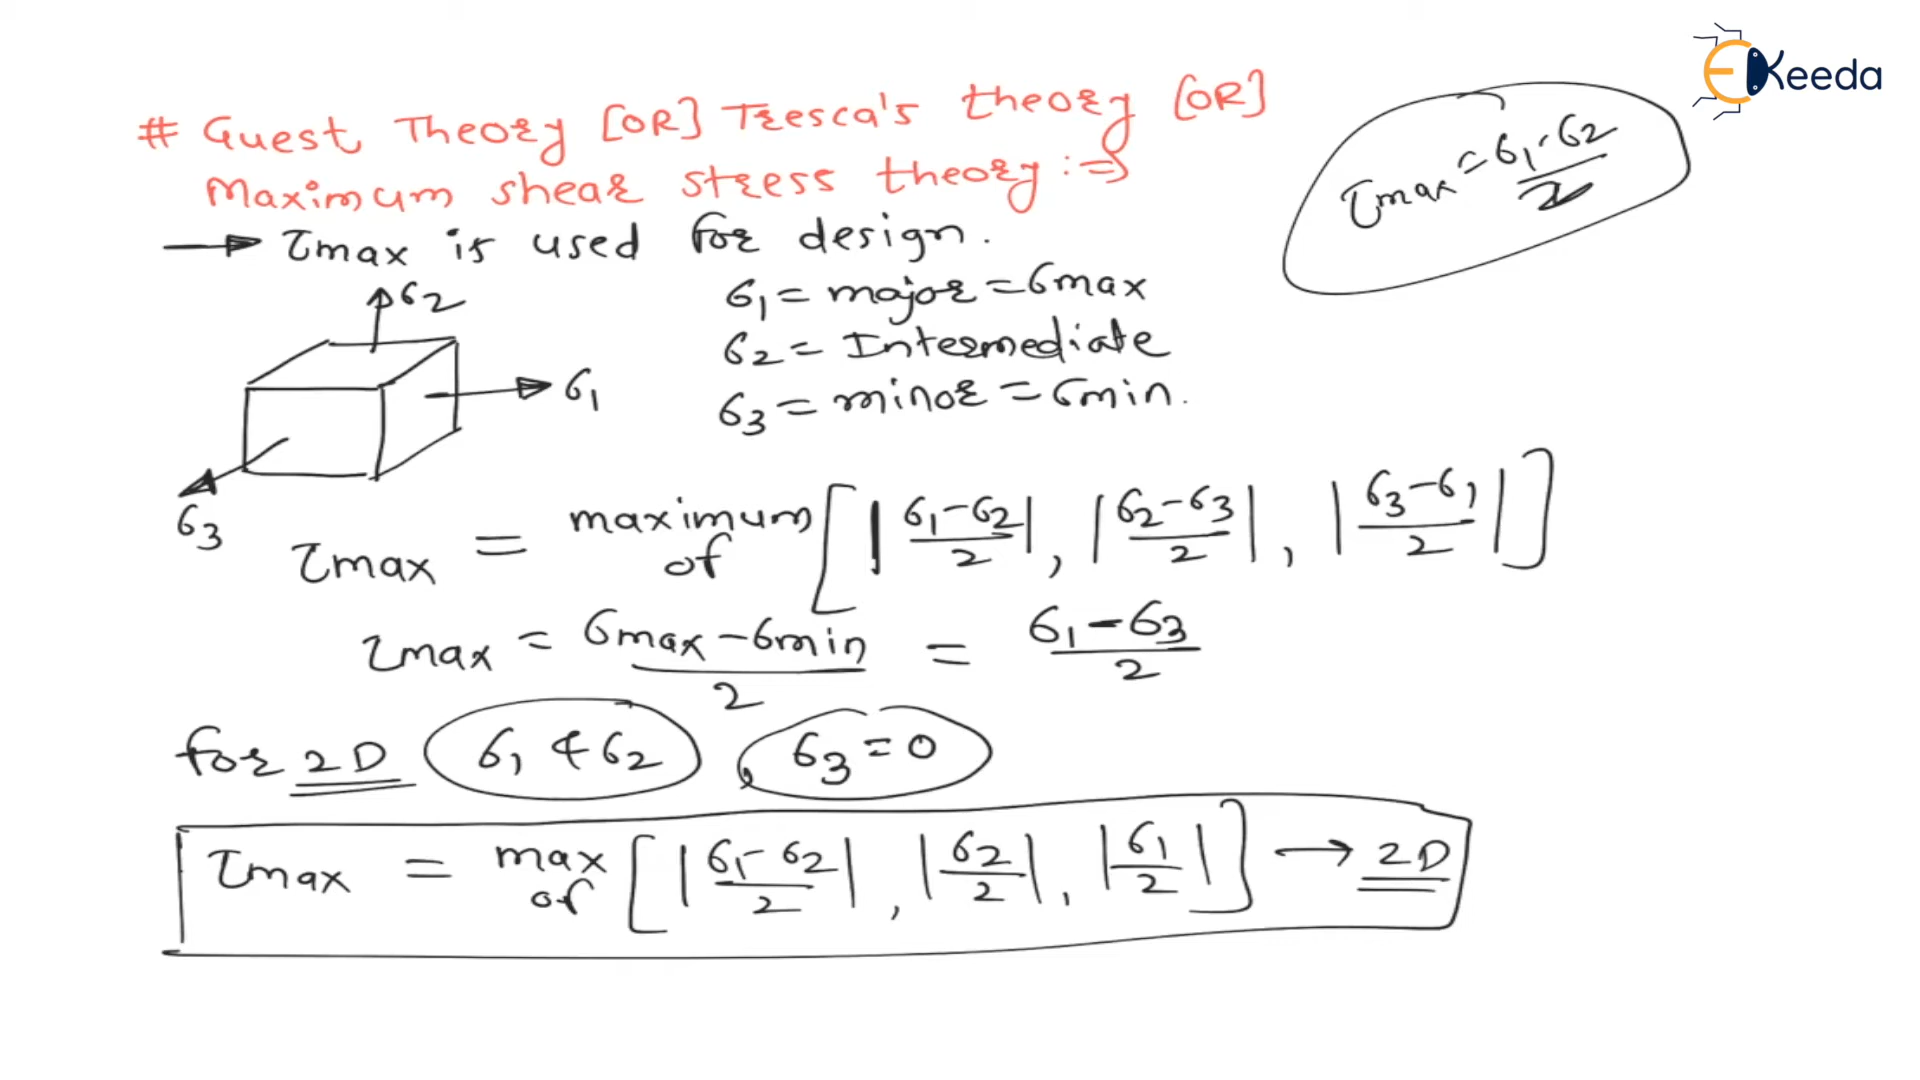 EKeeda
# Guest Theory [OR] Tresca's theory [OR]
Maximum shear stress theory :⇒
→ τmax is used for design.
τmax = σ1-σ2/2
σ2
σ1
σ3
σ1 = major = σmax
σ2 = Intermediate
σ3 = minor = σmin.
τmax = maximum of [ |σ1-σ2/2| , |σ2-σ3/2| , |σ3-σ1/2| ]
τmax = σmax-σmin/2 = σ1-σ3/2
for 2D σ1 & σ2 , σ3 = 0
τmax = max of [ |σ1-σ2/2| , |σ2/2| , |σ1/2| ] → 2D